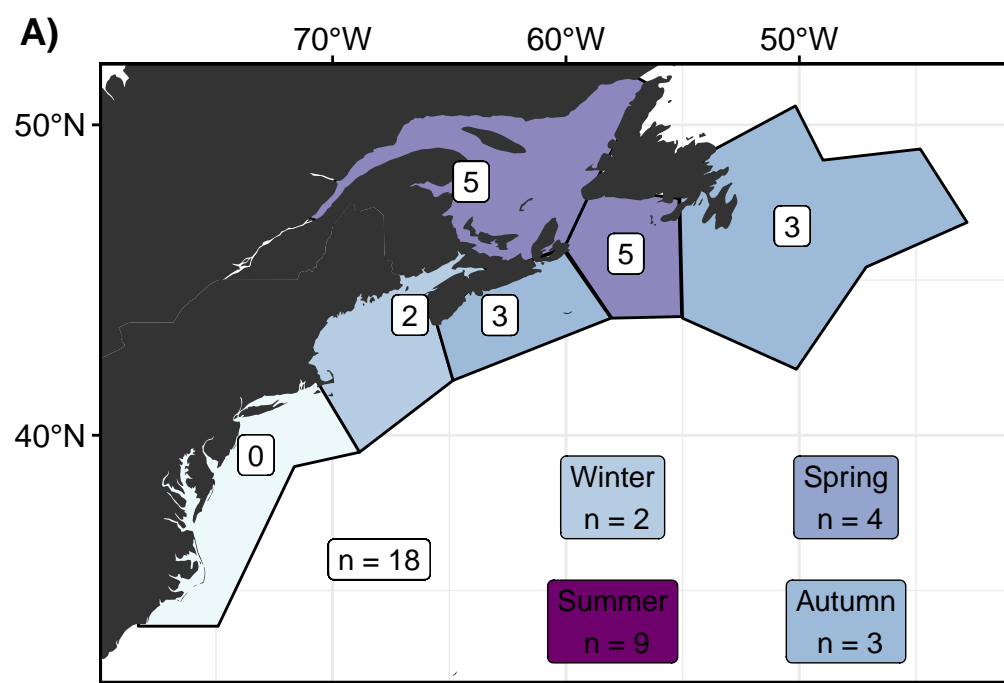 A)
70°W 60°W 50°W
50°N
5
3
5
2
3
40°N
0
Winter
n = 2
Spring
n = 4
n = 18
Summer
n = 9
Autumn
n = 3